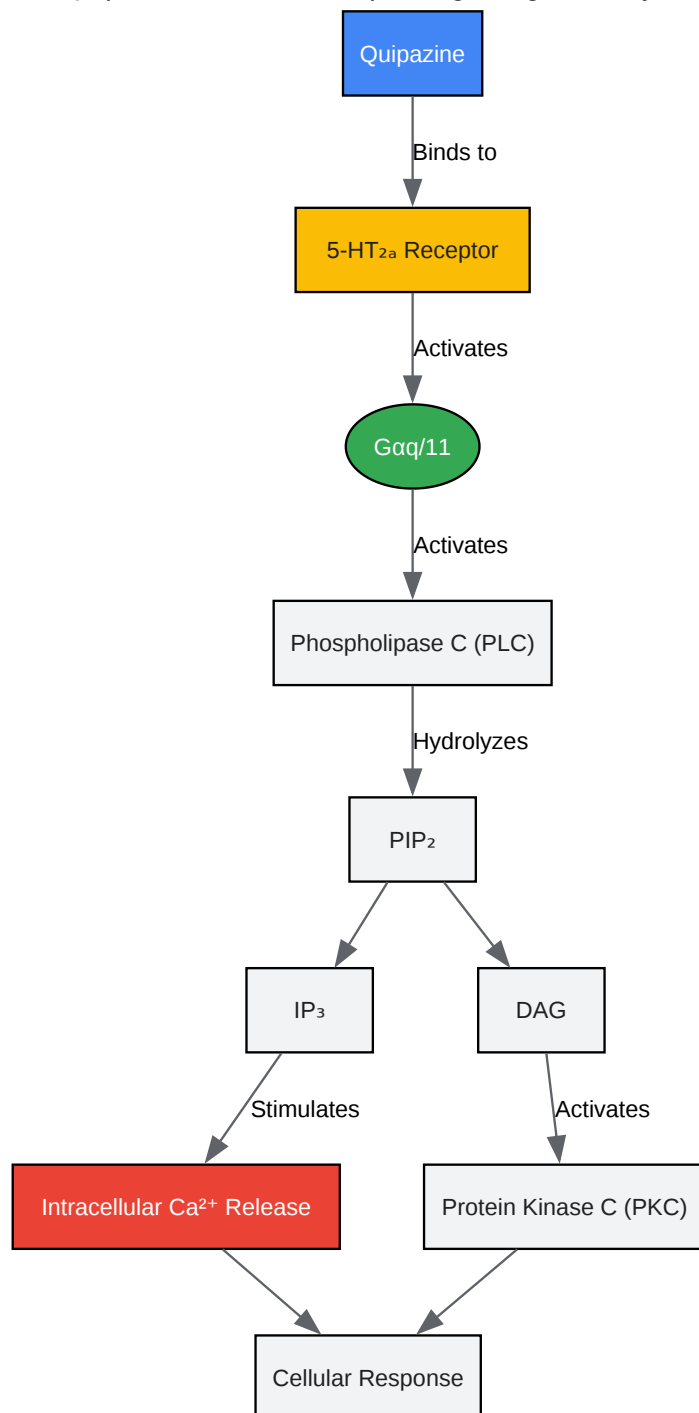 Quipazine
Binds to
5-HT₂ₐ Receptor
Activates
Gαq/11
Activates
Phospholipase C (PLC)
Hydrolyzes
PIP₂
IP₃
DAG
Stimulates
Activates
Intracellular Ca²⁺ Release
Protein Kinase C (PKC)
Cellular Response